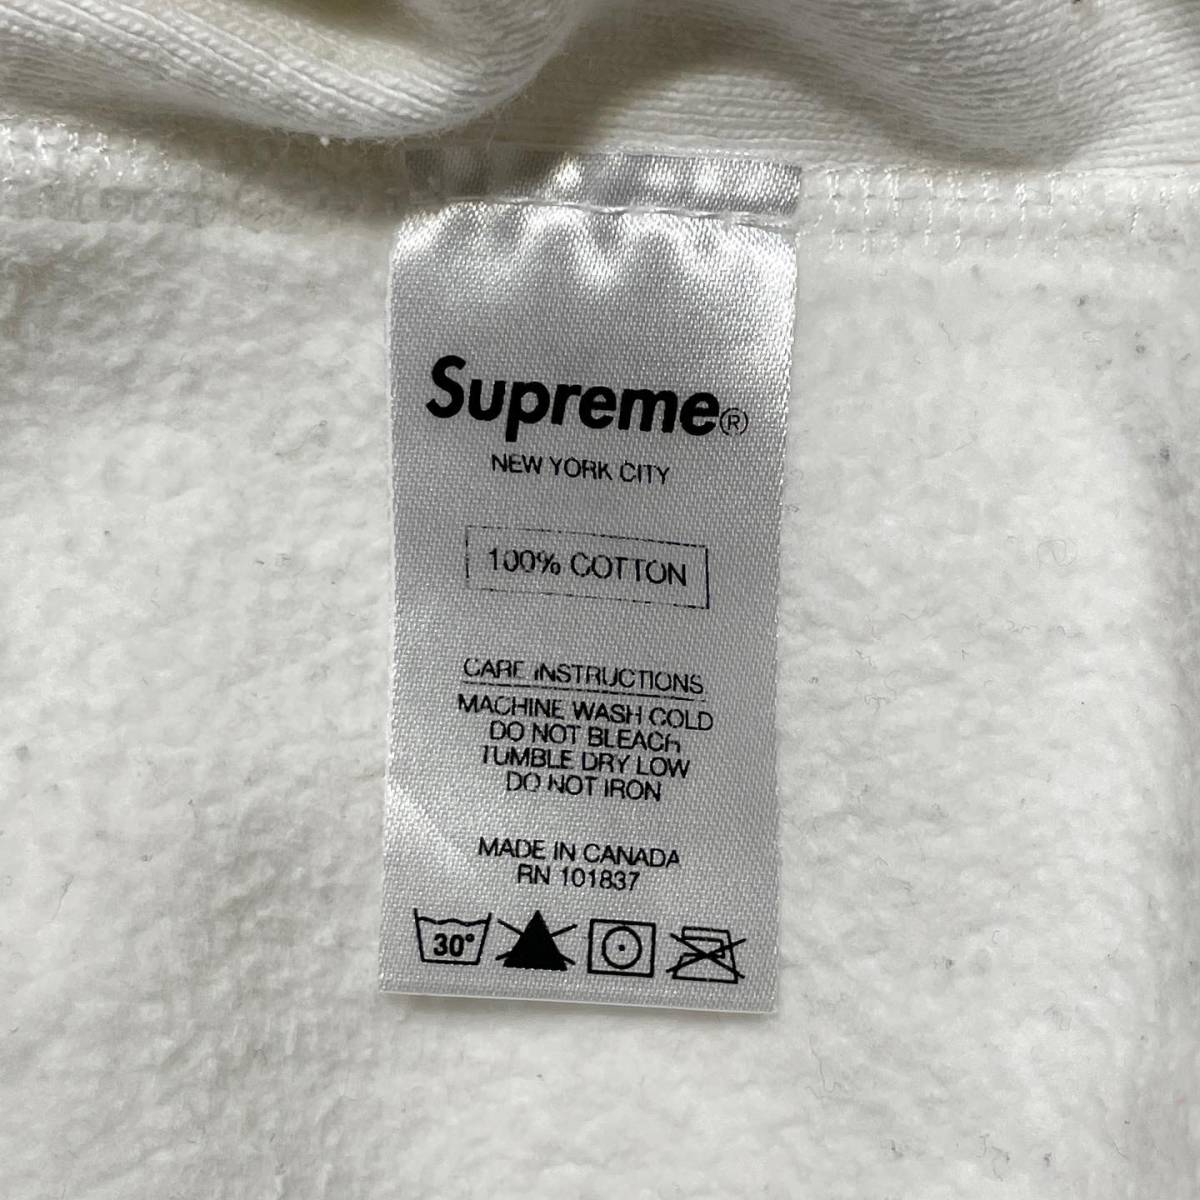 Supreme®
NEW YORK CITY
100% COTTON
CARE INSTRUCTIONS
MACHINE WASH COLD
DO NOT BLEACH
TUMBLE DRY LOW
DO NOT IRON
MADE IN CANADA
RN 101837
30°